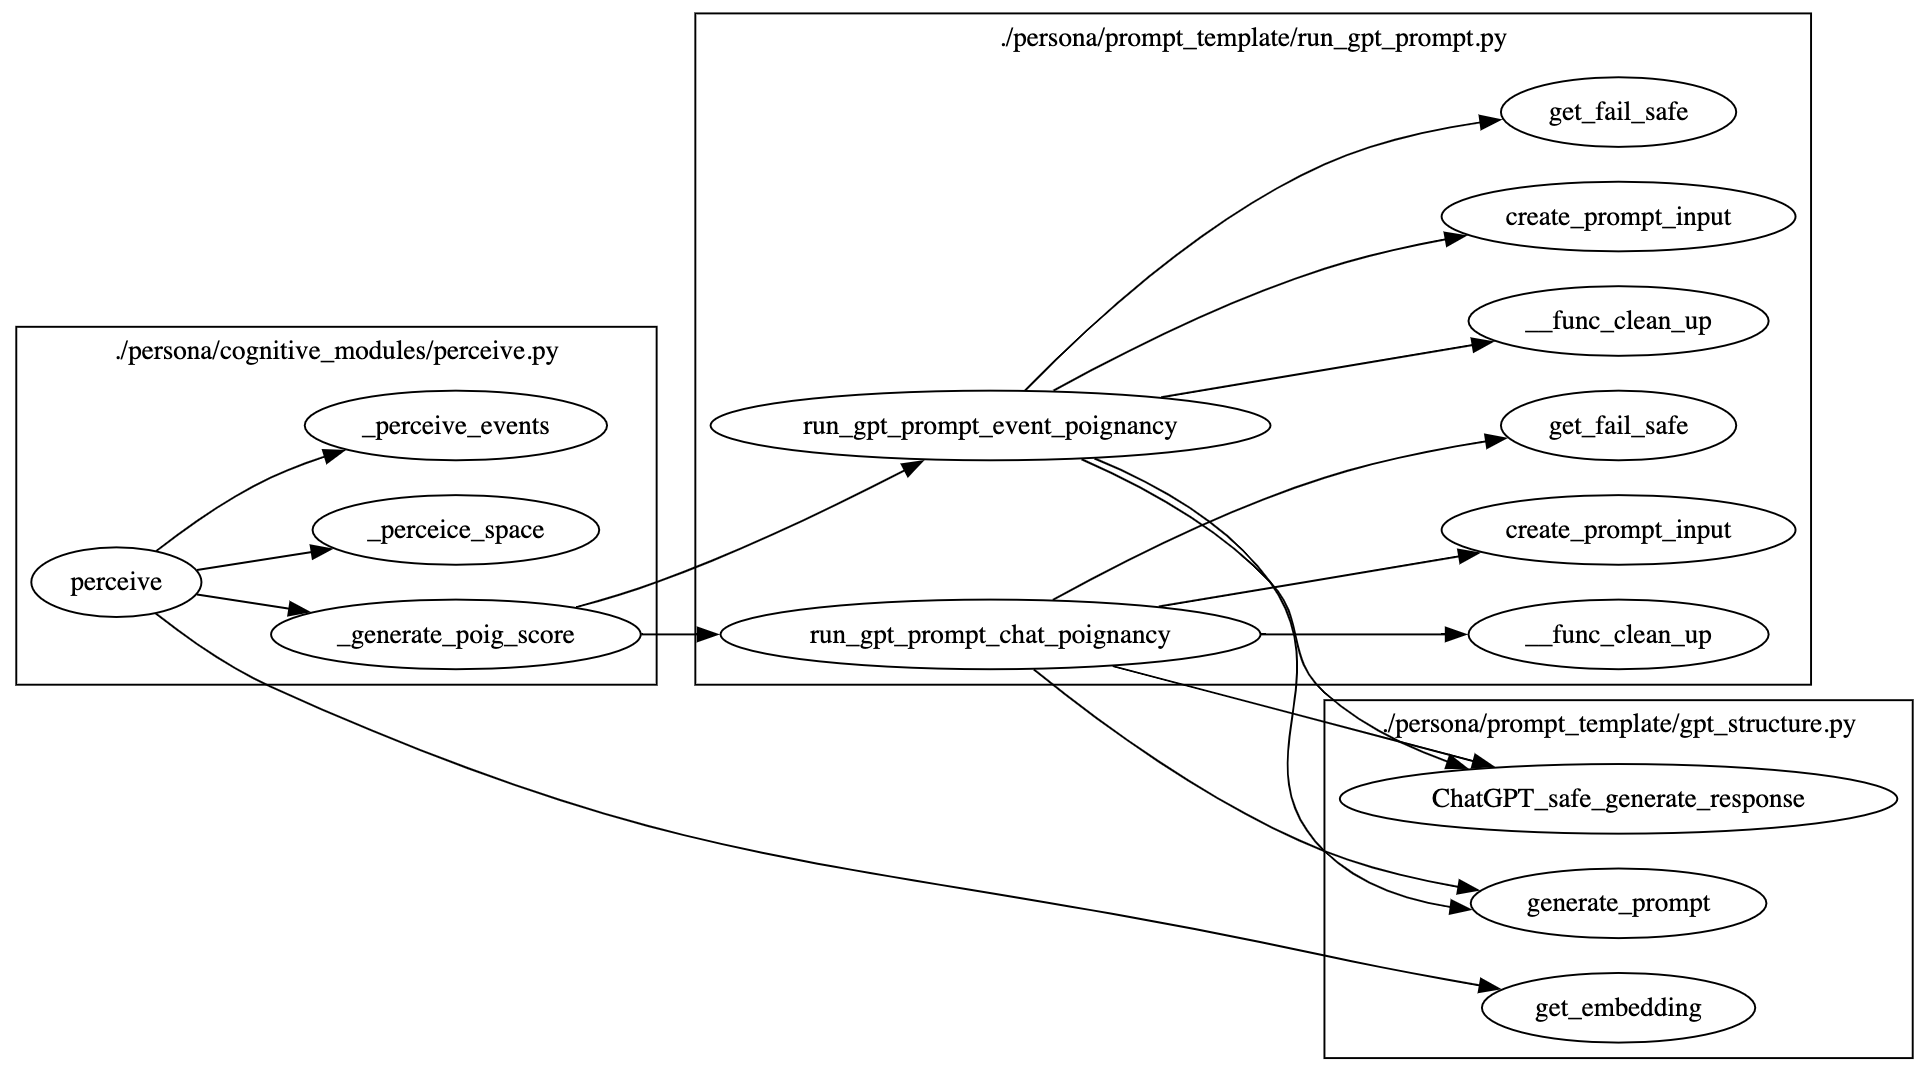 ./persona/prompt_template/run_gpt_prompt.py
get_fail_safe
create_prompt_input
__func_clean_up
run_gpt_prompt_event_poignancy
get_fail_safe
create_prompt_input
run_gpt_prompt_chat_poignancy
__func_clean_up
./persona/cognitive_modules/perceive.py
_perceive_events
_perceice_space
perceive
_generate_poig_score
./persona/prompt_template/gpt_structure.py
ChatGPT_safe_generate_response
generate_prompt
get_embedding